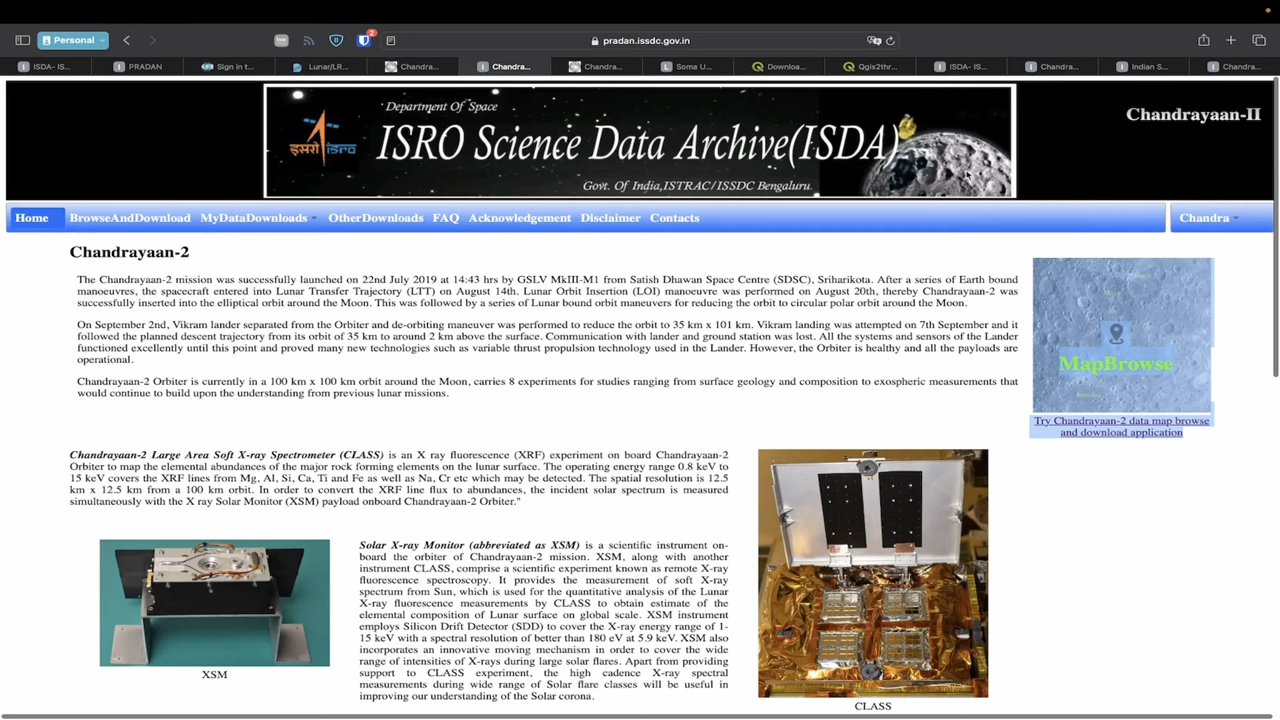 Personal
2
pradan.issdc.gov.in
ISDA- IS...
PRADAN
Sign in t...
Lunar/LR...
Chandra...
Chandra...
Chandra...
Soma U...
Downloa...
Qgis2thr...
ISDA- IS...
Chandra...
Indian S...
Chandra...
Department Of Space
ISRO Science Data Archive(ISDA)
Govt. Of India,ISTRAC/ISSDC Bengaluru.
इसरो isro
Chandrayaan-II
Home
BrowseAndDownload
MyDataDownloads
OtherDownloads
FAQ
Acknowledgement
Disclaimer
Contacts
Chandra
Chandrayaan-2
The Chandrayaan-2 mission was successfully launched on 22nd July 2019 at 14:43 hrs by GSLV MkIII-M1 from Satish Dhawan Space Centre (SDSC), Sriharikota. After a series of Earth bound
manoeuvres, the spacecraft entered into Lunar Transfer Trajectory (LTT) on August 14th. Lunar Orbit Insertion (LOI) manoeuvre was performed on August 20th, thereby Chandrayaan-2 was
successfully inserted into the elliptical orbit around the Moon. This was followed by a series of Lunar bound orbit maneuvers for reducing the orbit to circular polar orbit around the Moon.
On September 2nd, Vikram lander separated from the Orbiter and de-orbiting maneuver was performed to reduce the orbit to 35 km x 101 km. Vikram landing was attempted on 7th September and it
followed the planned descent trajectory from its orbit of 35 km to around 2 km above the surface. Communication with lander and ground station was lost. All the systems and sensors of the Lander
functioned excellently until this point and proved many new technologies such as variable thrust propulsion technology used in the Lander. However, the Orbiter is healthy and all the payloads are
operational.
Chandrayaan-2 Orbiter is currently in a 100 km x 100 km orbit around the Moon, carries 8 experiments for studies ranging from surface geology and composition to exospheric measurements that
would continue to build upon the understanding from previous lunar missions.
MapBrowse
Try Chandrayaan-2 data map browse
and download application
Chandrayaan-2 Large Area Soft X-ray Spectrometer (CLASS) is an X ray fluorescence (XRF) experiment on board Chandrayaan-2
Orbiter to map the elemental abundances of the major rock forming elements on the lunar surface. The operating energy range 0.8 keV to
15 keV covers the XRF lines from Mg, Al, Si, Ca, Ti and Fe as well as Na, Cr etc which may be detected. The spatial resolution is 12.5
km x 12.5 km from a 100 km orbit. In order to convert the XRF line flux to abundances, the incident solar spectrum is measured
simultaneously with the X ray Solar Monitor (XSM) payload onboard Chandrayaan-2 Orbiter."
Solar X-ray Monitor (abbreviated as XSM) is a scientific instrument on-
board the orbiter of Chandrayaan-2 mission. XSM, along with another
instrument CLASS, comprise a scientific experiment known as remote X-ray
fluorescence spectroscopy. It provides the measurement of soft X-ray
spectrum from Sun, which is used for the quantitative analysis of the Lunar
X-ray fluorescence measurements by CLASS to obtain estimate of the
elemental composition of Lunar surface on global scale. XSM instrument
employs Silicon Drift Detector (SDD) to cover the X-ray energy range of 1-
15 keV with a spectral resolution of better than 180 eV at 5.9 keV. XSM also
incorporates an innovative moving mechanism in order to cover the wide
range of intensities of X-rays during large solar flares. Apart from providing
support to CLASS experiment, the high cadence X-ray spectral
measurements during wide range of Solar flare classes will be useful in
improving our understanding of the Solar corona.
XSM
CLASS